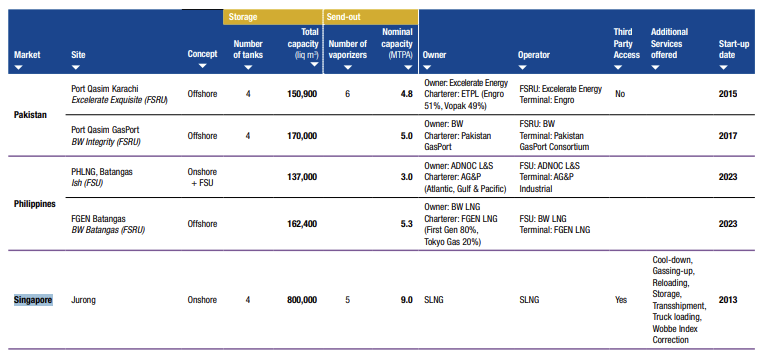 Storage Send-out
Market Site Concept Number of tanks Total capacity (liq m³) Number of vaporizers Nominal capacity (MTPA) Owner Operator Third Party Access Additional Services offered Start-up date
Pakistan
Port Qasim Karachi
Excelerate Exquisite (FSRU)
Offshore 4 150,900 6 4.8
Owner: Excelerate Energy
Charterer: ETPL (Engro
51%, Vopak 49%)
FSRU: Excelerate Energy
Terminal: Engro
No 2015
Port Qasim GasPort
BW Integrity (FSRU)
Offshore 4 170,000 5.0
Owner: BW
Charterer: Pakistan
GasPort
FSRU: BW
Terminal: Pakistan
GasPort Consortium
2017
Philippines
PHLNG, Batangas
Ish (FSU)
Onshore
+ FSU
137,000 3.0
Owner: ADNOC L&S
Charterer: AG&P
(Atlantic, Gulf & Pacific)
FSU: ADNOC L&S
Terminal: AG&P
Industrial
2023
FGEN Batangas
BW Batangas (FSRU)
Offshore 162,400 5.3
Owner: BW LNG
Charterer: FGEN LNG
(First Gen 80%,
Tokyo Gas 20%)
FSU: BW LNG
Terminal: FGEN LNG
2023
Singapore Jurong Onshore 4 800,000 5 9.0 SLNG SLNG Yes
Cool-down,
Gassing-up,
Reloading,
Storage,
Transshipment,
Truck loading,
Wobbe Index
Correction
2013